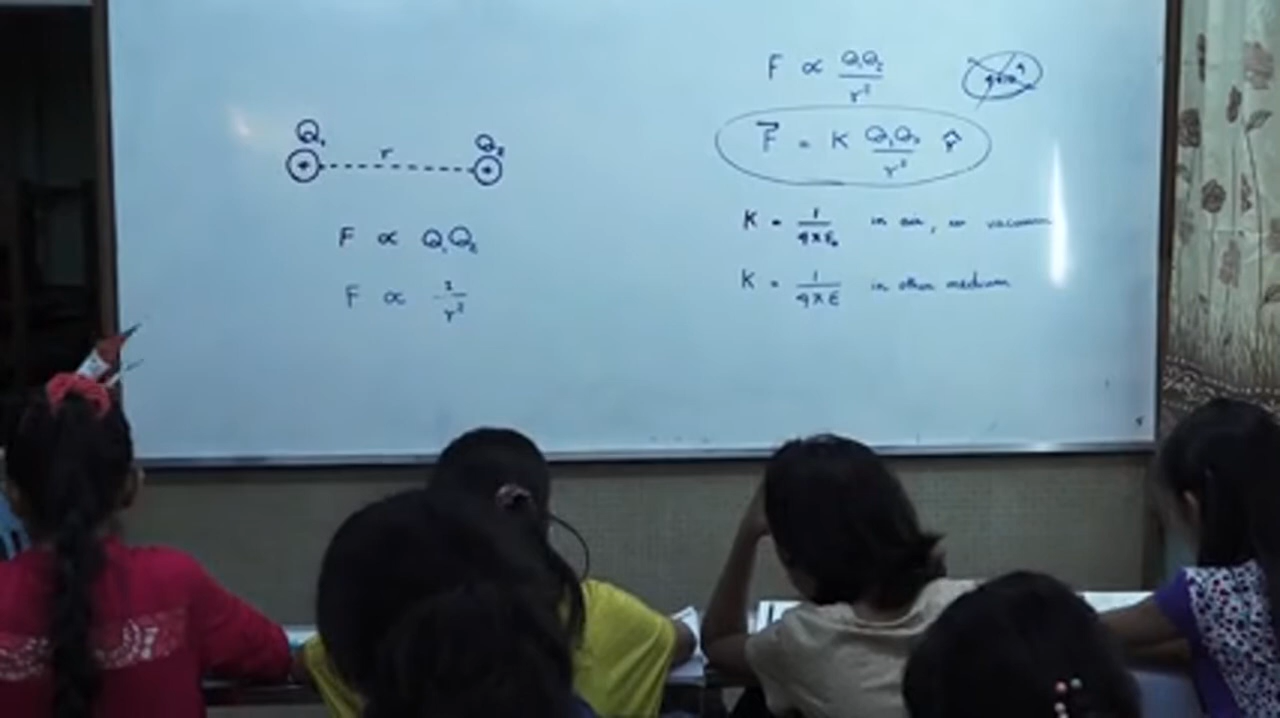 Q₁ Q₂
r
F ∝ Q₁Q₂
F ∝ 1/r²
F ∝ Q₁Q₂/r²
F⃗ = K Q₁Q₂/r² r̂
K = 1/4πε₀ in air, or vacuum
K = 1/4πε in other medium